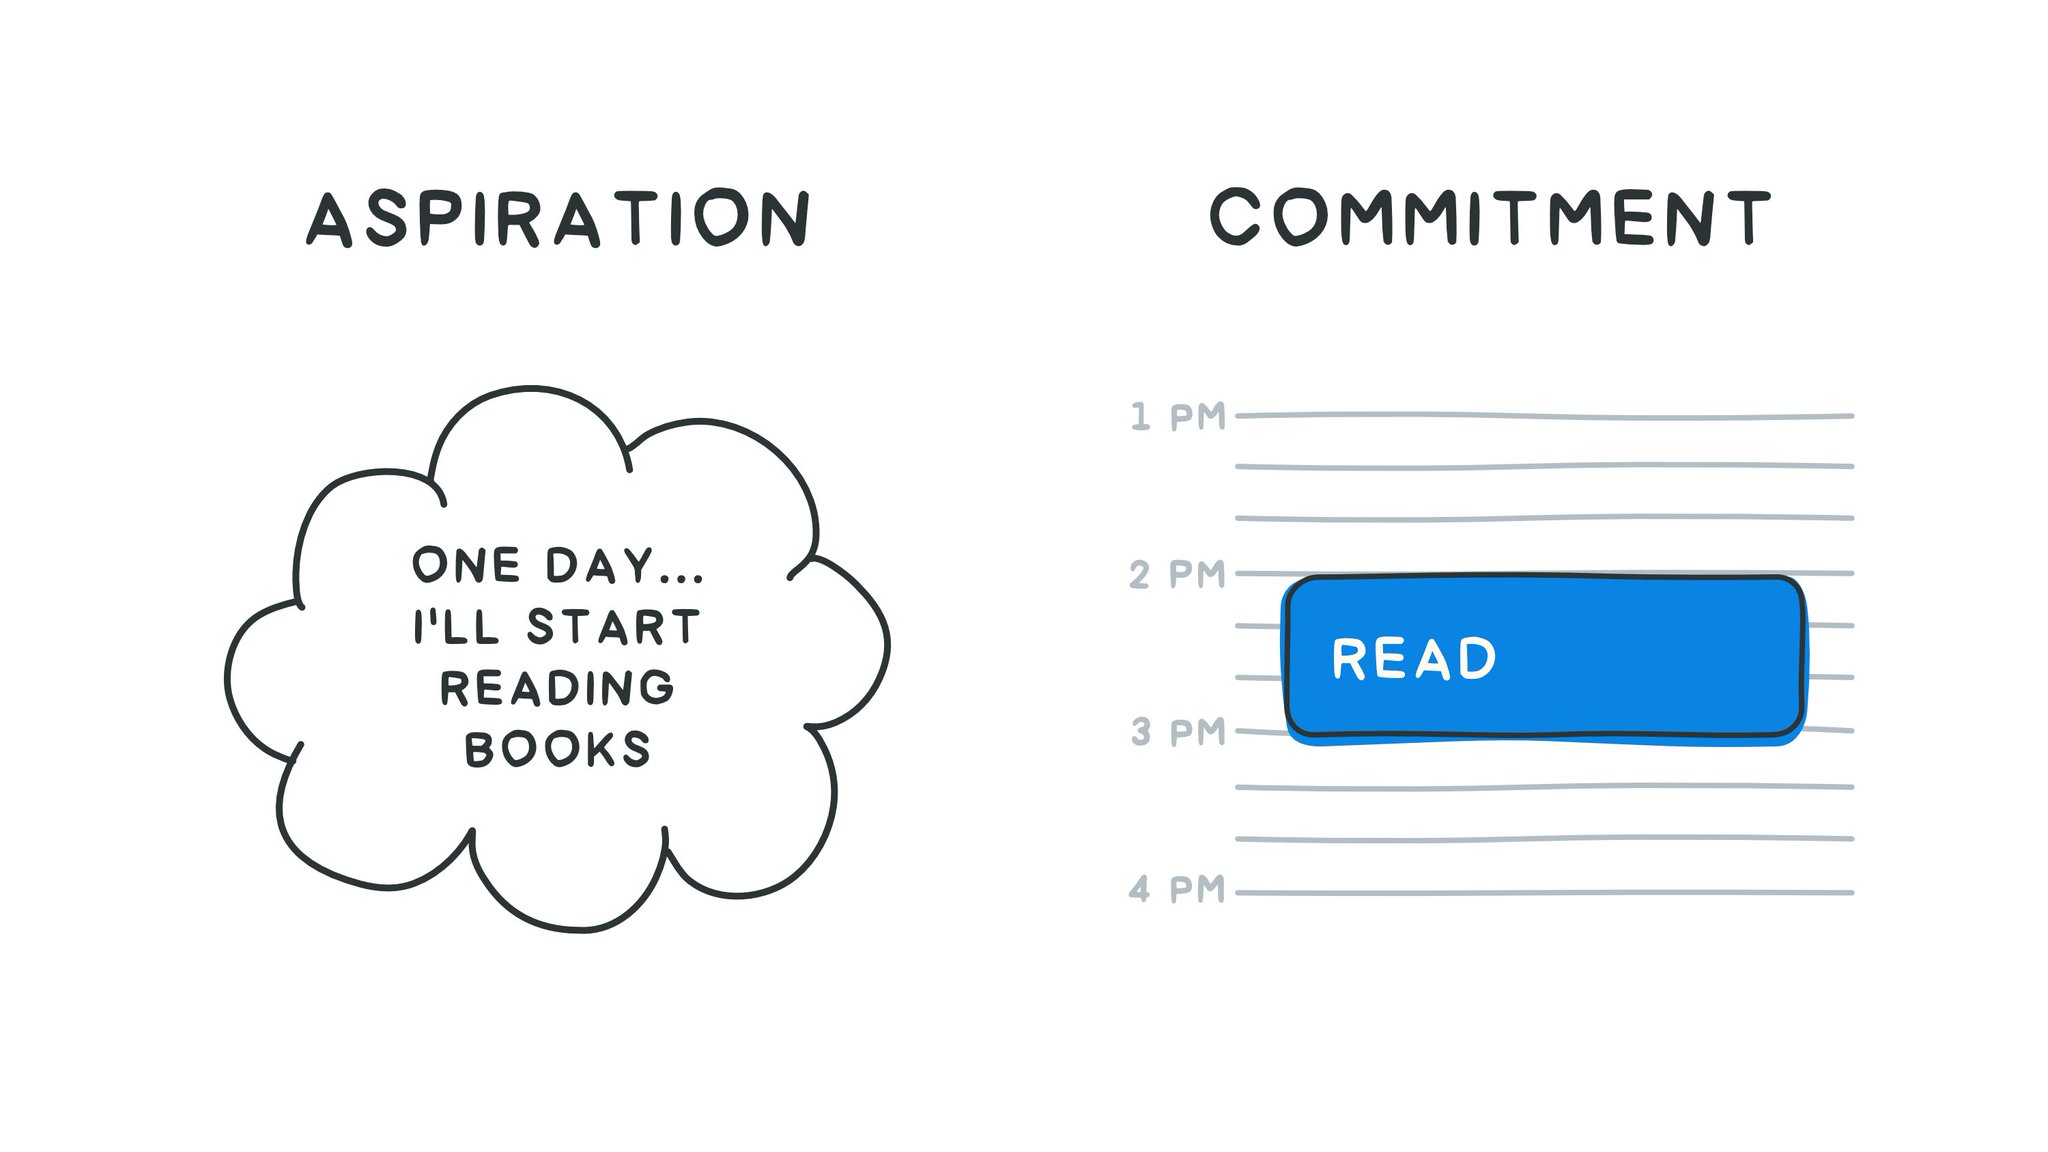 ASPIRATION
ONE DAY...
I'LL START
READING
BOOKS
COMMITMENT
1 PM
2 PM
READ
3 PM
4 PM